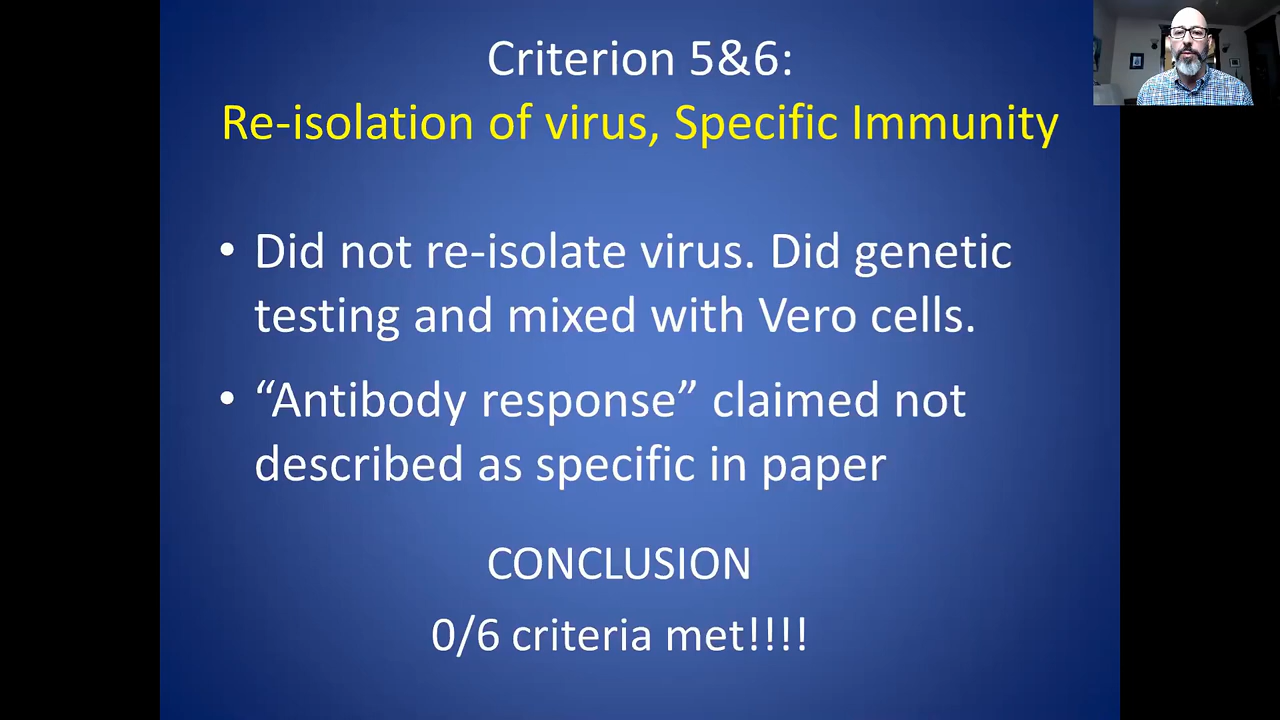 Criterion 5&6:
Re-isolation of virus, Specific Immunity
• Did not re-isolate virus. Did genetic
testing and mixed with Vero cells.
• “Antibody response” claimed not
described as specific in paper
CONCLUSION
0/6 criteria met!!!!